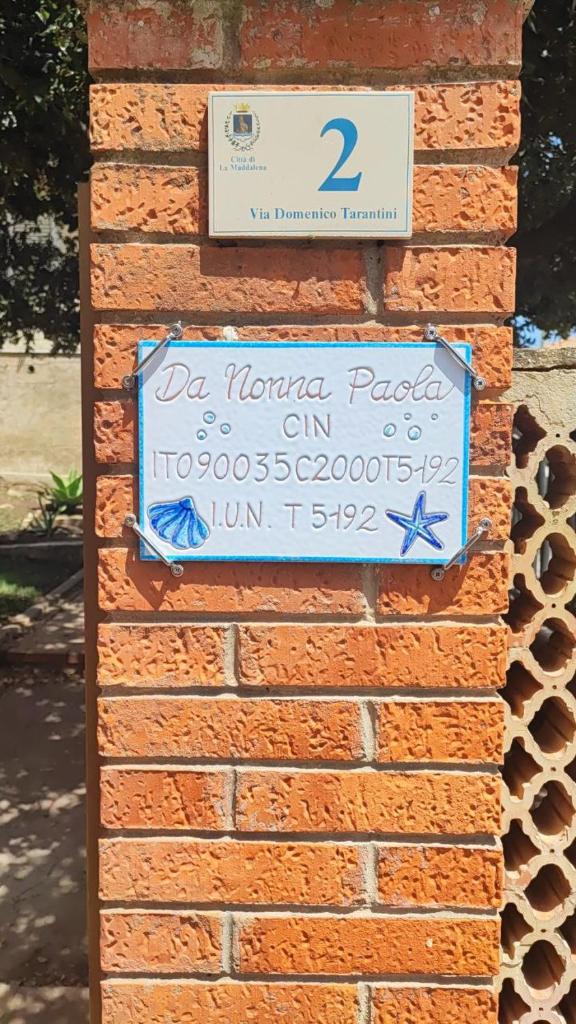 2
Città di
La Maddalena
Via Domenico Tarantini
Da Nonna Paola
CIN
IT090035C2000T5192
I.U.N. T 5192